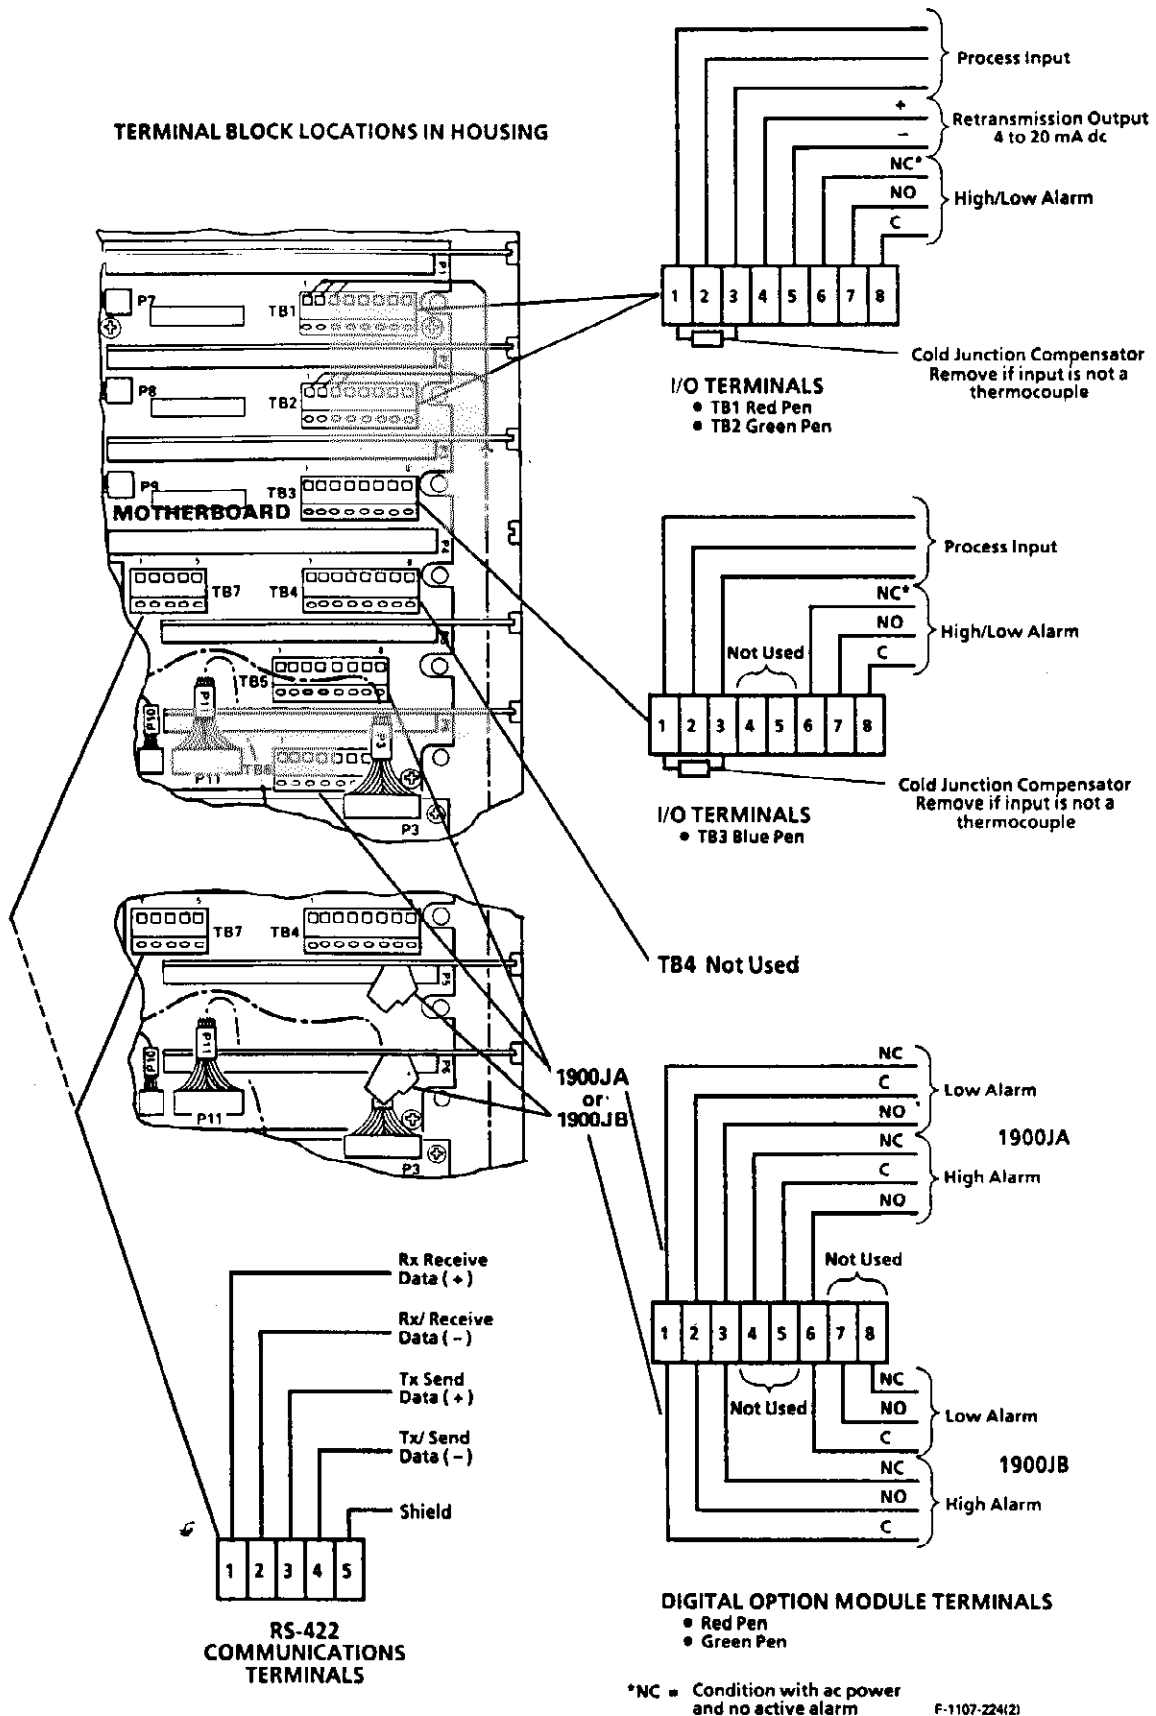 TERMINAL BLOCK LOCATIONS IN HOUSING
Process Input
+
Retransmission Output
–
4 to 20 mA dc
NC*
NO
High/Low Alarm
C
1 2 3 4 5 6 7 8
Cold Junction Compensator
Remove if input is not a
thermocouple
I/O TERMINALS
• TB1 Red Pen
• TB2 Green Pen
P1
P7
TB1
P8
TB2
P9
TB3
MOTHERBOARD
P4
TB7
TB4
TB5
P11
P10
P3
TB6
P11
P3
Process Input
NC*
NO
High/Low Alarm
Not Used
C
1 2 3 4 5 6 7 8
Cold Junction Compensator
Remove if input is not a
thermocouple
I/O TERMINALS
• TB3 Blue Pen
TB7
TB4
P5
TB4 Not Used
P11
P10
P6
P11
P3
1900JA
or
1900JB
NC
C
Low Alarm
NO
NC
1900JA
C
High Alarm
NO
Not Used
1 2 3 4 5 6 7 8
Not Used
NC
NO
Low Alarm
C
NC
1900JB
NO
High Alarm
C
DIGITAL OPTION MODULE TERMINALS
• Red Pen
• Green Pen
Rx Receive
Data (+)
Rx/ Receive
Data (–)
Tx Send
Data (+)
Tx/ Send
Data (–)
Shield
1 2 3 4 5
RS-422
COMMUNICATIONS
TERMINALS
*NC = Condition with ac power
and no active alarm
F-1107-224(2)